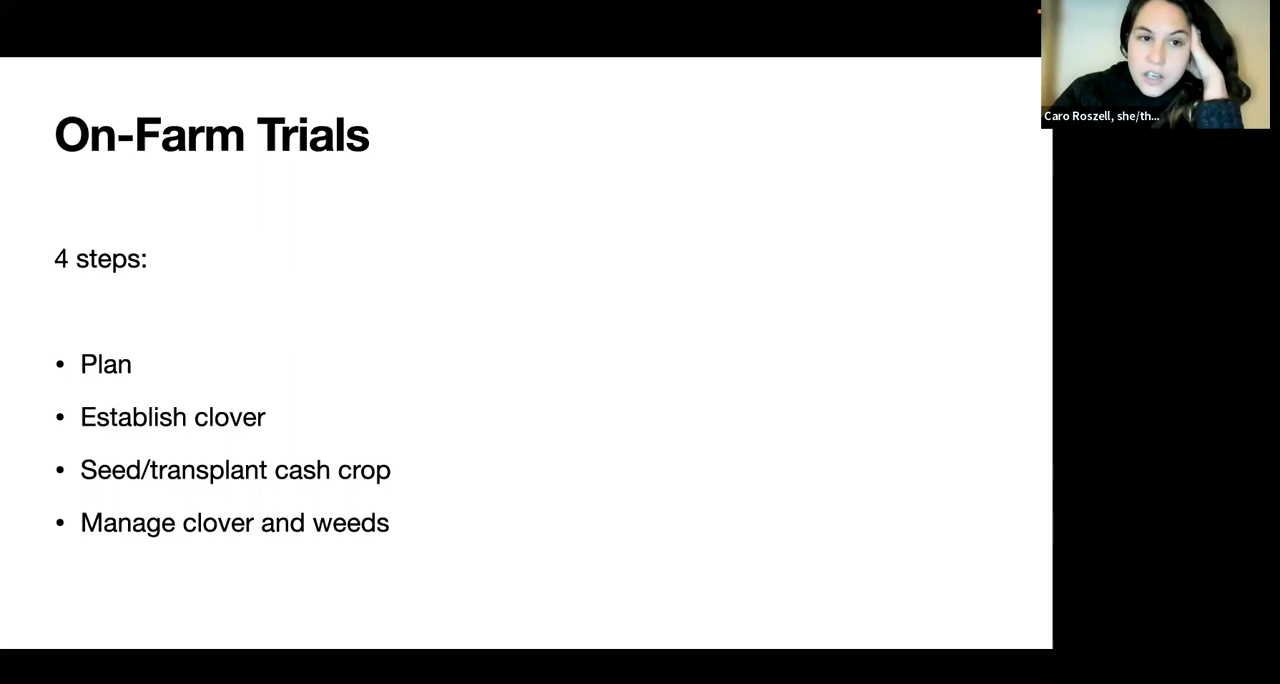 On-Farm Trials
4 steps:
• Plan
• Establish clover
• Seed/transplant cash crop
• Manage clover and weeds
Caro Roszell, she/th...